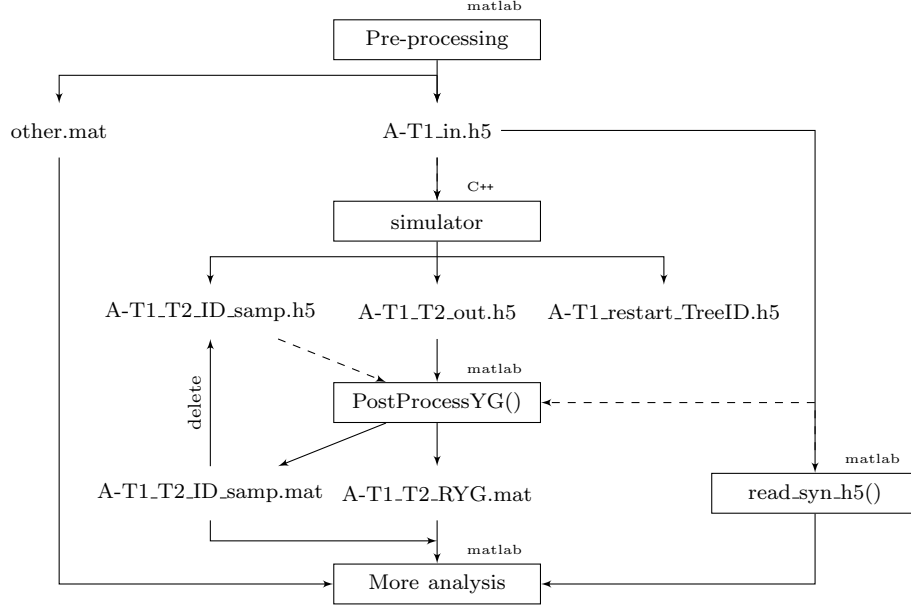 matlab
Pre-processing
other.mat
A-T1_in.h5
C++
simulator
A-T1_T2_ID_samp.h5
A-T1_T2_out.h5
A-T1_restart_TreeID.h5
matlab
PostProcessYG()
delete
A-T1_T2_ID_samp.mat
A-T1_T2_RYG.mat
matlab
read_syn_h5()
matlab
More analysis